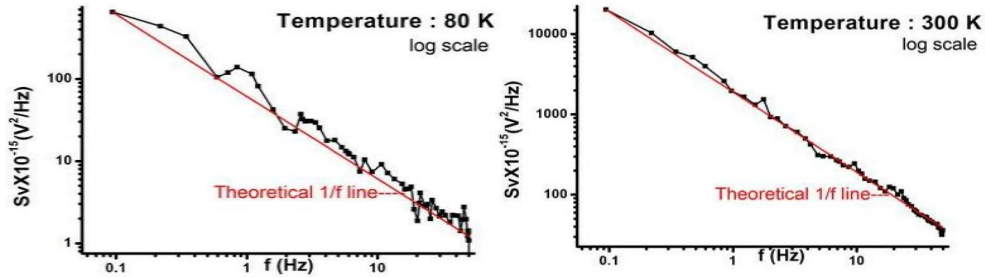 Temperature : 80 K
log scale
SvX10⁻¹⁵(V²/Hz)
100
10
1
Theoretical 1/f line---
0.1
1
10
f (Hz)
Temperature : 300 K
log scale
SvX10⁻¹⁵(V²/Hz)
10000
1000
100
Theoretical 1/f line---
0.1
1
10
f (Hz)